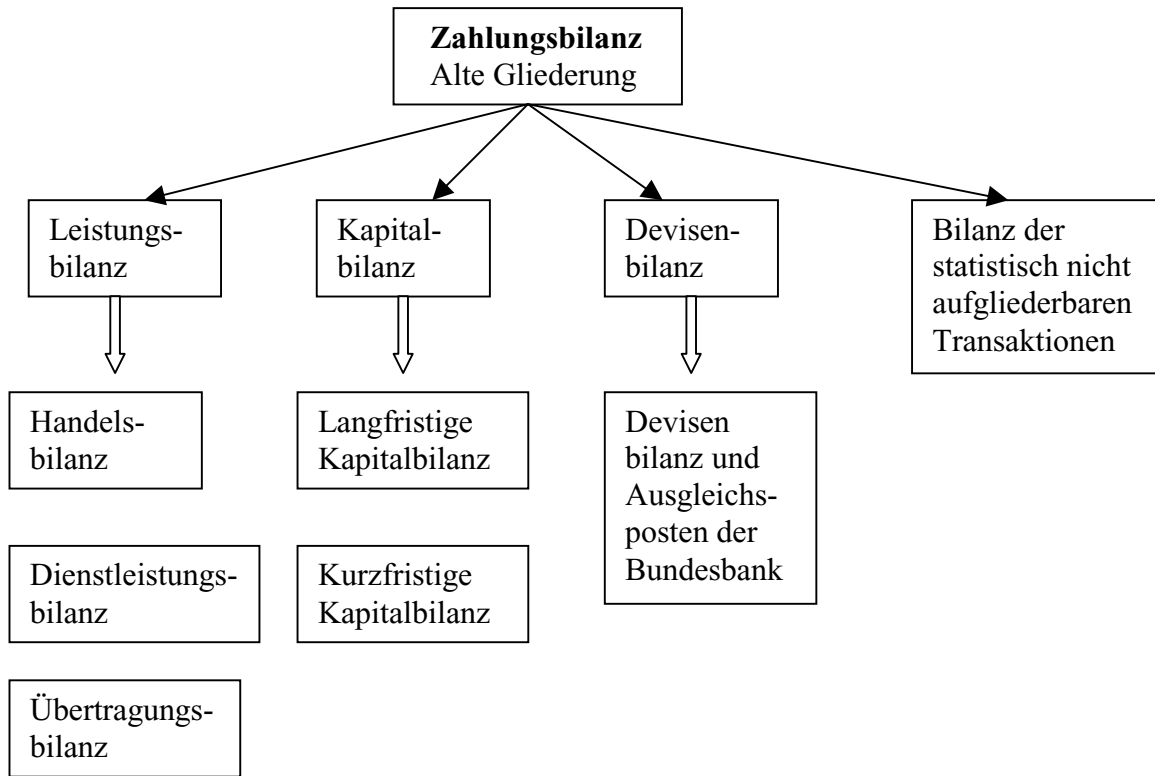 Zahlungsbilanz
Alte Gliederung
Leistungs-
bilanz
Kapital-
bilanz
Devisen-
bilanz
Bilanz der
statistisch nicht
aufgliederbaren
Transaktionen
Handels-
bilanz
Langfristige
Kapitalbilanz
Devisen
bilanz und
Ausgleichs-
posten der
Bundesbank
Dienstleistungs-
bilanz
Kurzfristige
Kapitalbilanz
Übertragungs-
bilanz